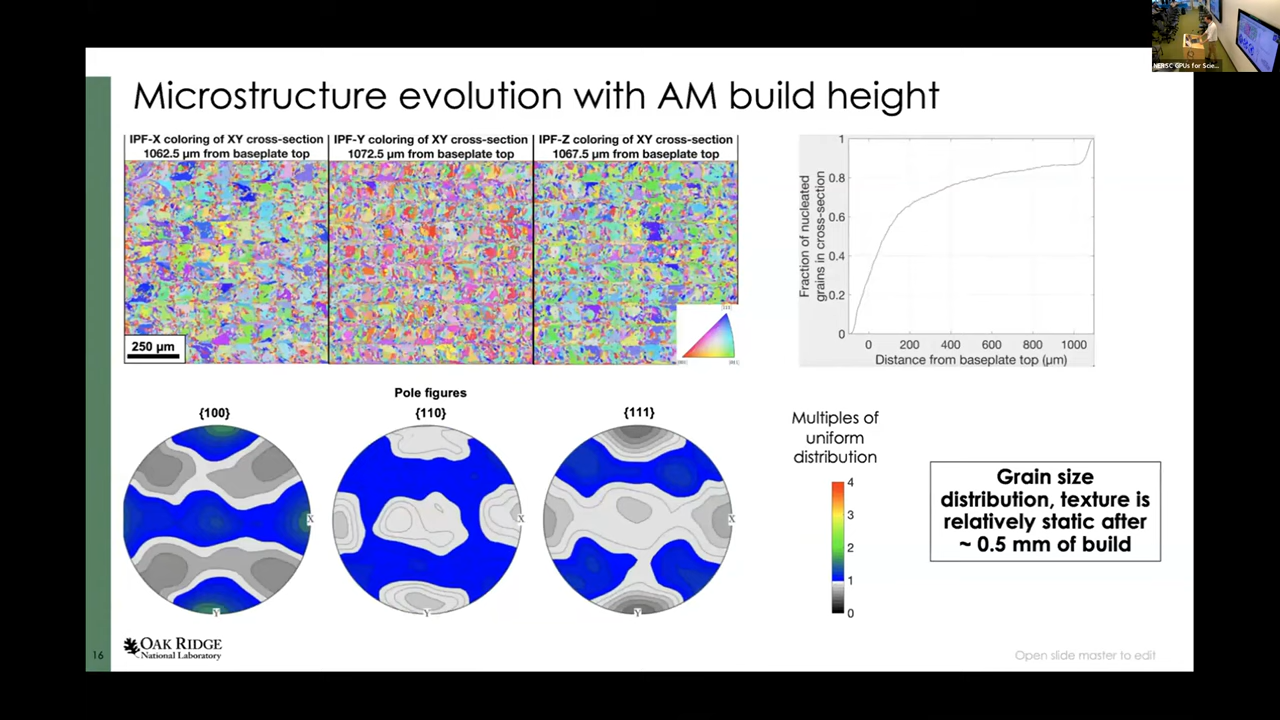 NERSC GPUs for Scie...
Microstructure evolution with AM build height
IPF-X coloring of XY cross-section
1062.5 µm from baseplate top
IPF-Y coloring of XY cross-section
1072.5 µm from baseplate top
IPF-Z coloring of XY cross-section
1067.5 µm from baseplate top
250 µm
Fraction of nucleated
grains in cross-section
1
0.8
0.6
0.4
0.2
0
0 200 400 600 800 1000
Distance from baseplate top (µm)
Pole figures
{100}
{110}
{111}
X
Y
X
Y
X
Y
Multiples of
uniform
distribution
4
3
2
1
0
Grain size
distribution, texture is
relatively static after
~ 0.5 mm of build
16
OAK RIDGE
National Laboratory
Open slide master to edit